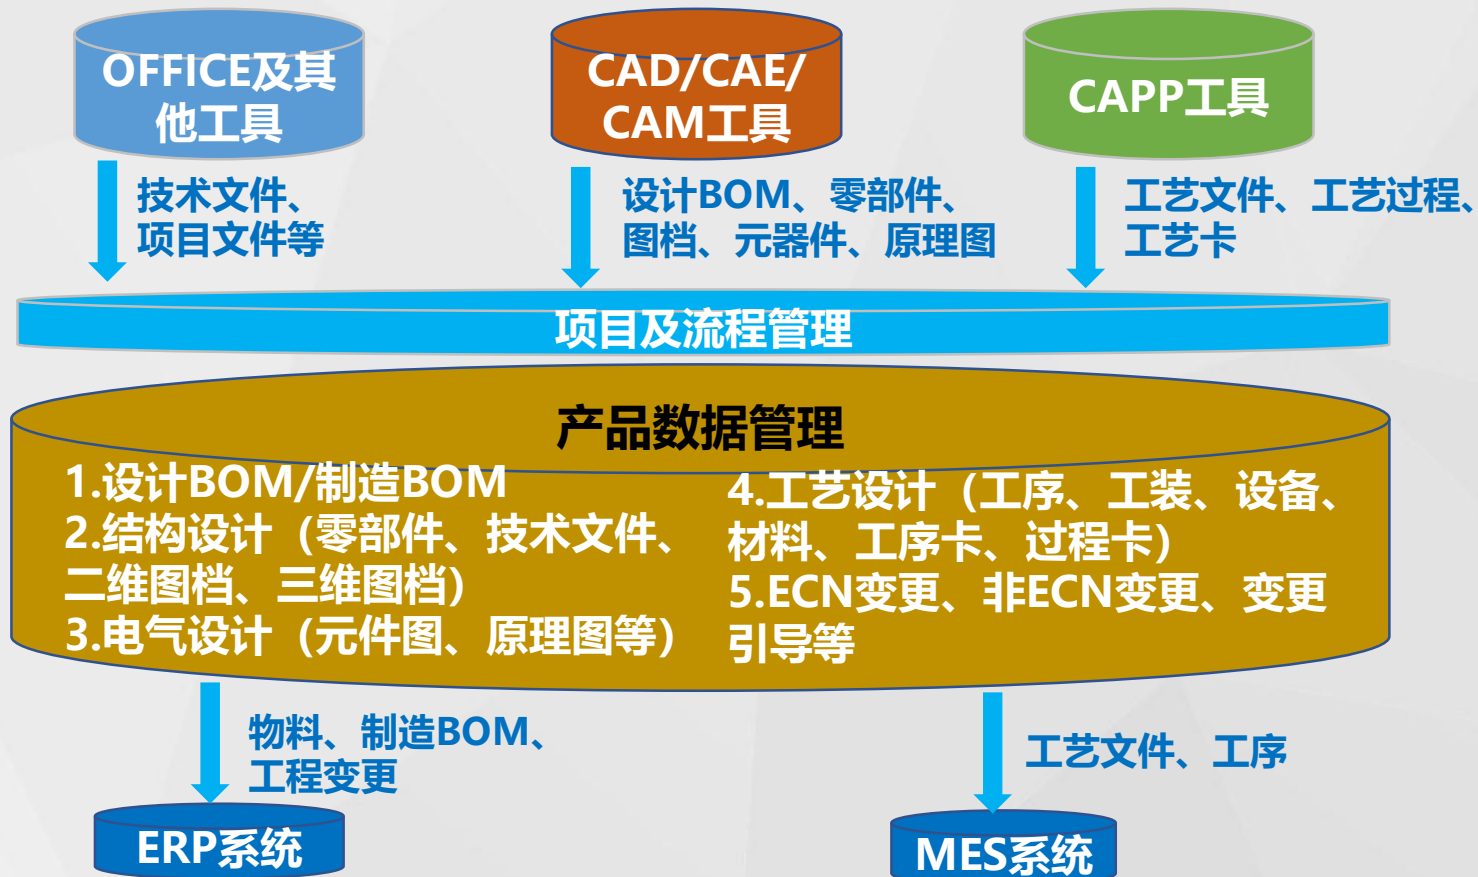 OFFICE及其
他工具
CAD/CAE/
CAM工具
CAPP工具
技术文件、
项目文件等
设计BOM、零部件、
图档、元器件、原理图
工艺文件、工艺过程、
工艺卡
项目及流程管理
产品数据管理
1.设计BOM/制造BOM
2.结构设计（零部件、技术文件、
二维图档、三维图档）
3.电气设计（元件图、原理图等）
4.工艺设计（工序、工装、设备、
材料、工序卡、过程卡）
5.ECN变更、非ECN变更、变更
引导等
物料、制造BOM、
工程变更
工艺文件、工序
ERP系统
MES系统